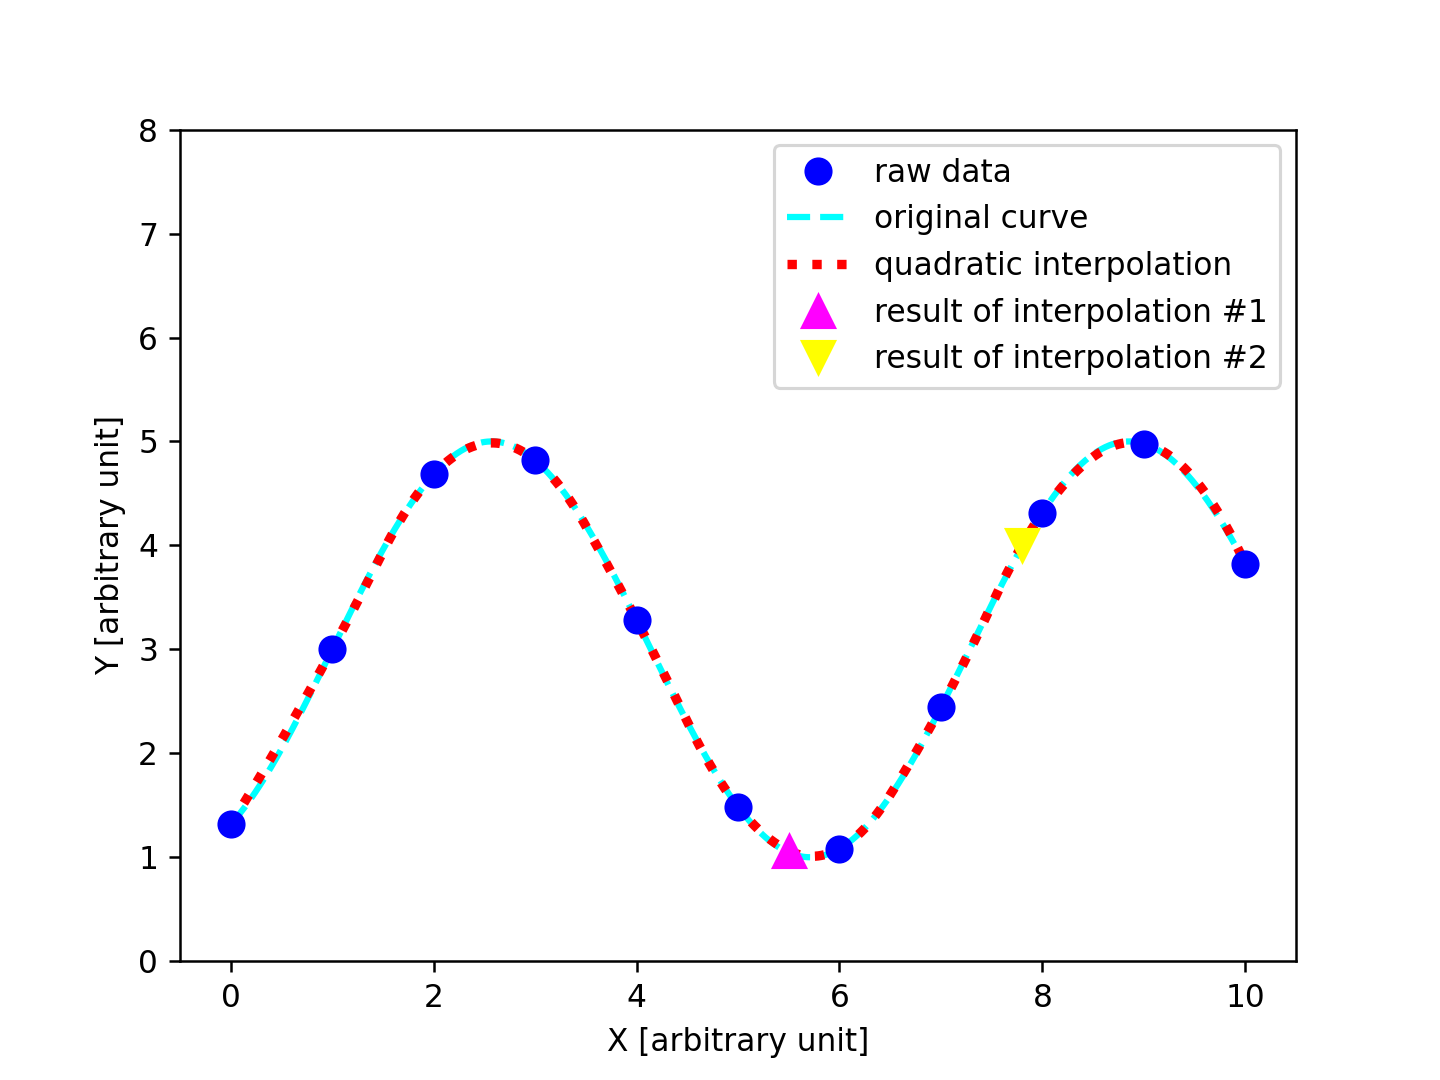 8
7
6
5
4
3
2
1
0
Y [arbitrary unit]
raw data
original curve
quadratic interpolation
result of interpolation #1
result of interpolation #2
0 2 4 6 8 10
X [arbitrary unit]